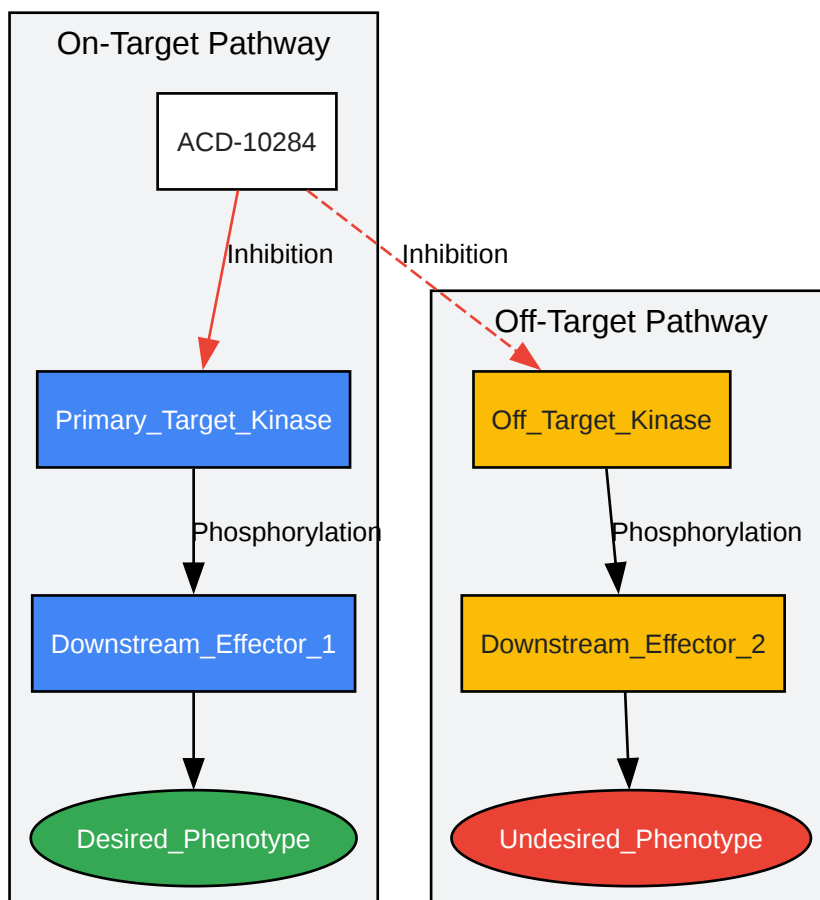 On-Target Pathway
ACD-10284
Inhibition
Inhibition
Off-Target Pathway
Primary_Target_Kinase
Off_Target_Kinase
Phosphorylation
Phosphorylation
Downstream_Effector_1
Downstream_Effector_2
Desired_Phenotype
Undesired_Phenotype